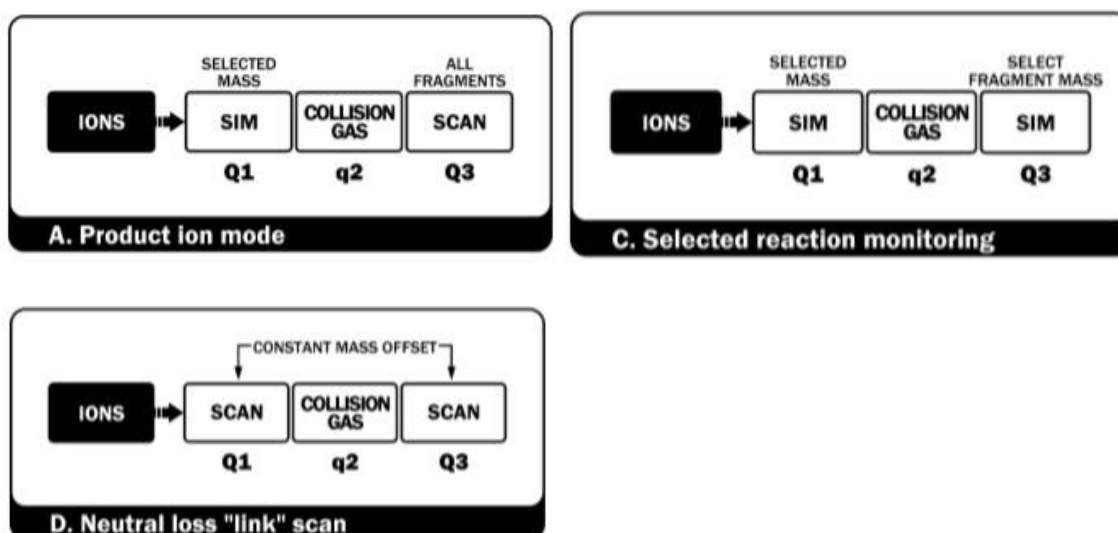 SELECTED
MASS
ALL
FRAGMENTS
IONS
SIM
COLLISION
GAS
SCAN
Q1
q2
Q3
A. Product ion mode
SELECTED
MASS
SELECT
FRAGMENT MASS
IONS
SIM
COLLISION
GAS
SIM
Q1
q2
Q3
C. Selected reaction monitoring
CONSTANT MASS OFFSET
IONS
SCAN
COLLISION
GAS
SCAN
Q1
q2
Q3
D. Neutral loss "link" scan